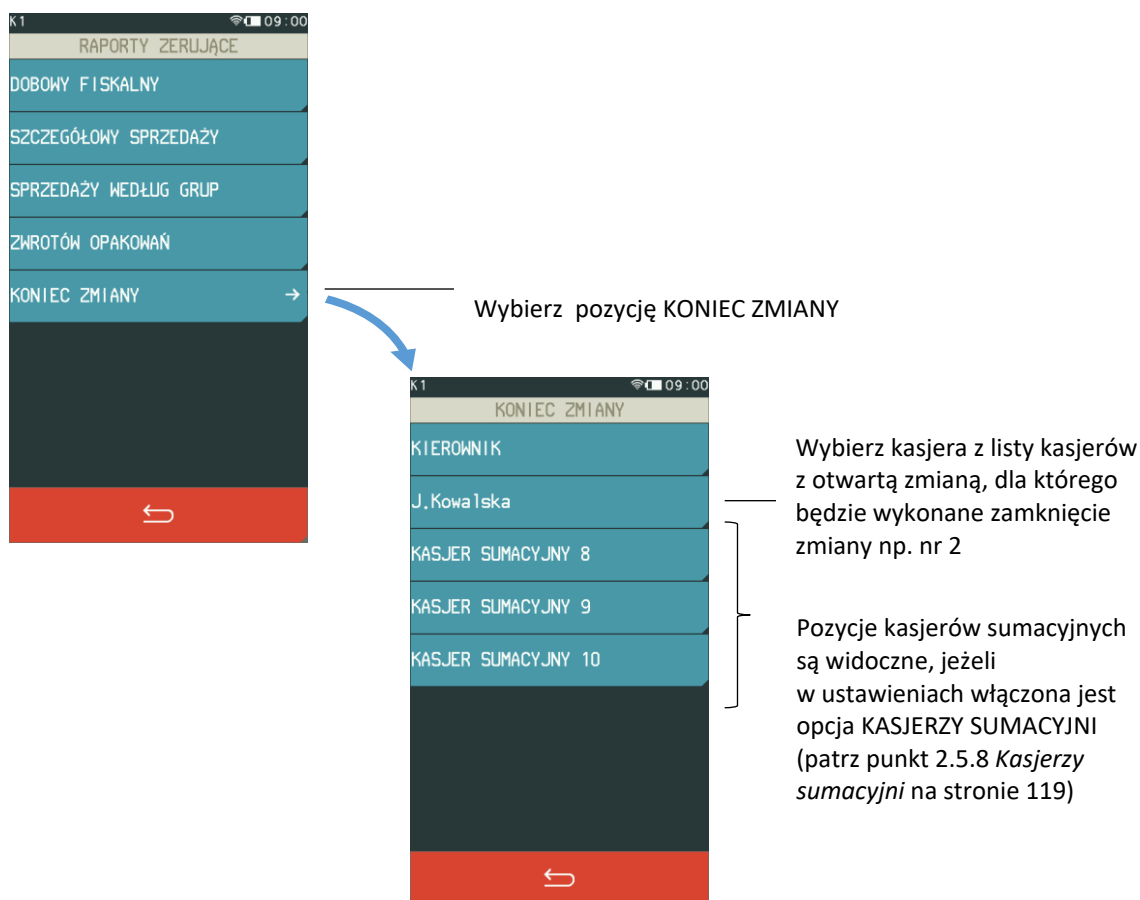 K1 09:00
RAPORTY ZERUJĄCE
DOBOWY FISKALNY
SZCZEGÓŁOWY SPRZEDAŻY
SPRZEDAŻY WEDŁUG GRUP
ZWROTÓW OPAKOWAŃ
KONIEC ZMIANY →
Wybierz pozycję KONIEC ZMIANY
K1 09:00
KONIEC ZMIANY
KIEROWNIK
J.Kowalska
KASJER SUMACYJNY 8
KASJER SUMACYJNY 9
KASJER SUMACYJNY 10
Wybierz kasjera z listy kasjerów
z otwartą zmianą, dla którego
będzie wykonane zamknięcie
zmiany np. nr 2
Pozycje kasjerów sumacyjnych
są widoczne, jeżeli
w ustawieniach włączona jest
opcja KASJERZY SUMACYJNI
(patrz punkt 2.5.8 Kasjerzy
sumacyjni na stronie 119)